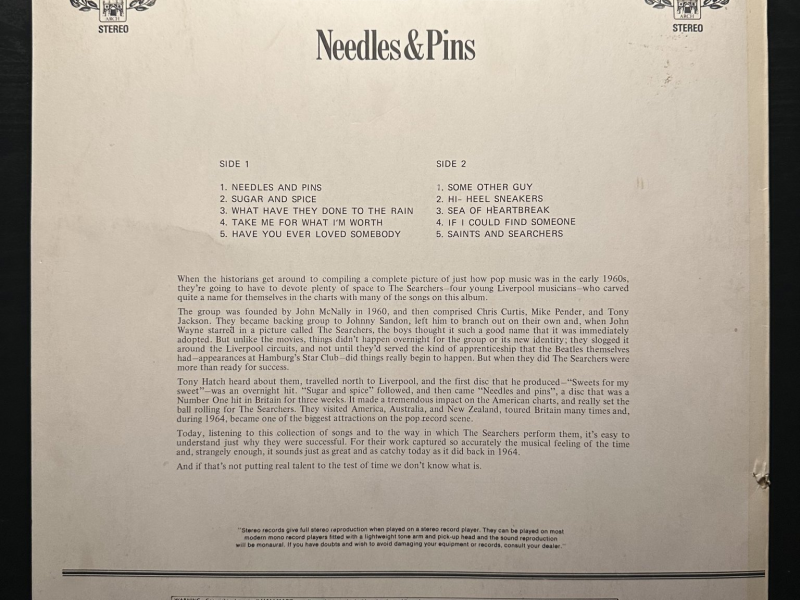 ARCH
STEREO
ARCH
STEREO
Needles & Pins
SIDE 1
1. NEEDLES AND PINS
2. SUGAR AND SPICE
3. WHAT HAVE THEY DONE TO THE RAIN
4. TAKE ME FOR WHAT I'M WORTH
5. HAVE YOU EVER LOVED SOMEBODY
SIDE 2
1. SOME OTHER GUY
2. HI- HEEL SNEAKERS
3. SEA OF HEARTBREAK
4. IF I COULD FIND SOMEONE
5. SAINTS AND SEARCHERS
When the historians get around to compiling a complete picture of just how pop music was in the early 1960s,
they're going to have to devote plenty of space to The Searchers—four young Liverpool musicians—who carved
quite a name for themselves in the charts with many of the songs on this album.
The group was founded by John McNally in 1960, and then comprised Chris Curtis, Mike Pender, and Tony
Jackson. They became backing group to Johnny Sandon, left him to branch out on their own and, when John
Wayne starred in a picture called The Searchers, the boys thought it such a good name that it was immediately
adopted. But unlike the movies, things didn't happen overnight for the group or its new identity; they slogged it
around the Liverpool circuits, and not until they'd served the kind of apprenticeship that the Beatles themselves
had—appearances at Hamburg's Star Club—did things really begin to happen. But when they did The Searchers were
more than ready for success.
Tony Hatch heard about them, travelled north to Liverpool, and the first disc that he produced—"Sweets for my
sweet"—was an overnight hit. "Sugar and spice" followed, and then came "Needles and pins", a disc that was a
Number One hit in Britain for three weeks. It made a tremendous impact on the American charts, and really set the
ball rolling for The Searchers. They visited America, Australia, and New Zealand, toured Britain many times and,
during 1964, became one of the biggest attractions on the pop record scene.
Today, listening to this collection of songs and to the way in which The Searchers perform them, it's easy to
understand just why they were successful. For their work captured so accurately the musical feeling of the time
and, strangely enough, it sounds just as great and as catchy today as it did back in 1964.
And if that's not putting real talent to the test of time we don't know what is.
"Stereo records give full stereo reproduction when played on a stereo record player. They can be played on most
modern mono record players fitted with a lightweight tone arm and pick-up head and the sound reproduction
will be monaural. If you have doubts and wish to avoid damaging your equipment or records, consult your dealer."